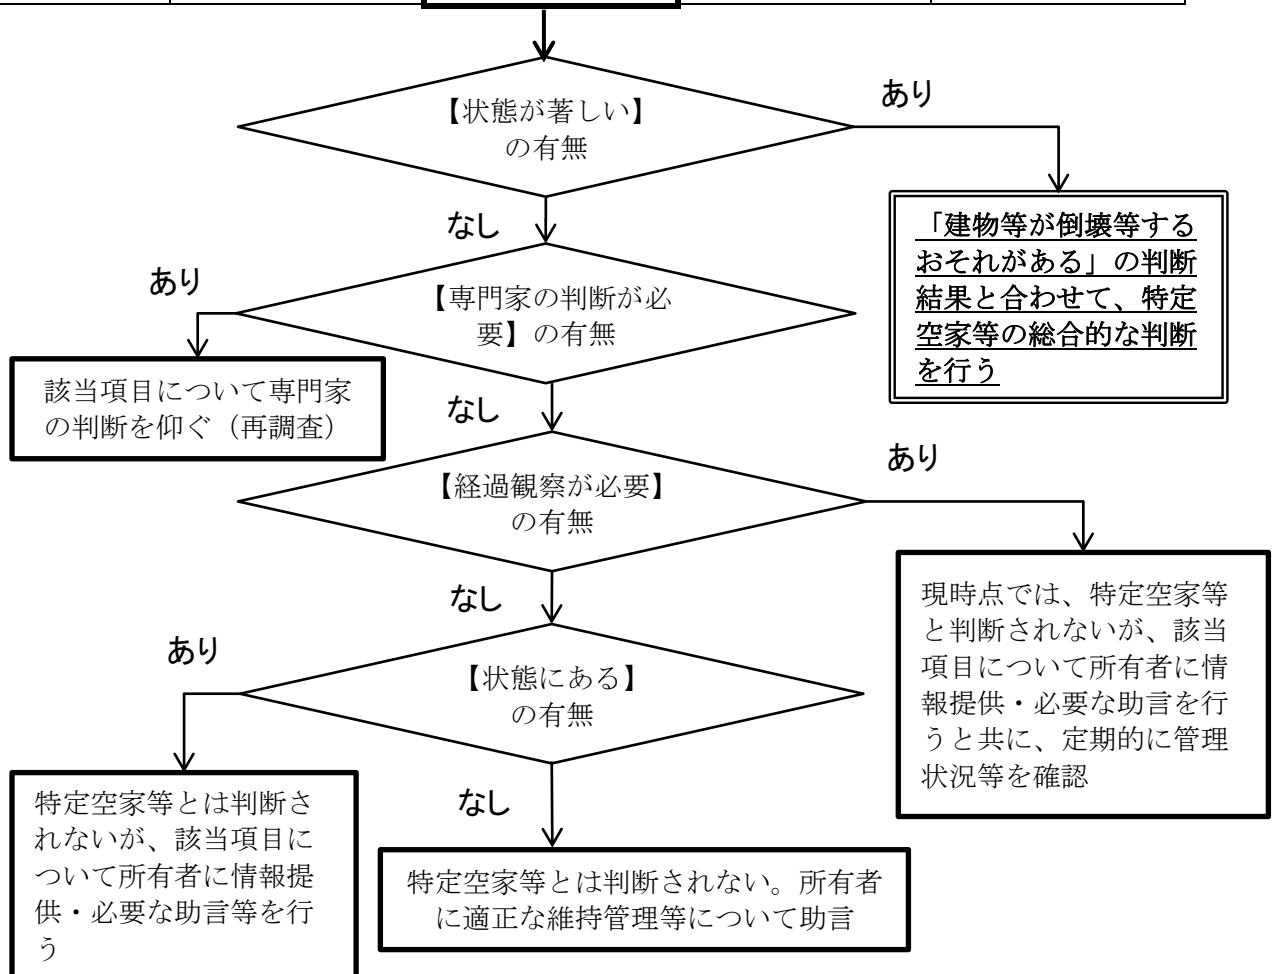 あり
【状態が著しい】
の有無
「建物等が倒壊等する
おそれがある」の判断
結果と合わせて、特定
空家等の総合的な判断
を行う
なし
あり
【専門家の判断が必
要】の有無
該当項目について専門家
の判断を仰ぐ（再調査）
なし
あり
【経過観察が必要】
の有無
現時点では、特定空家等
と判断されないが、該当
項目について所有者に情
報提供・必要な助言を行
うと共に、定期的に管理
状況等を確認
なし
あり
【状態にある】
の有無
特定空家等とは判断さ
れないが、該当項目に
ついて所有者に情報提
供・必要な助言等を行
う
なし
特定空家等とは判断されない。所有者
に適正な維持管理等について助言